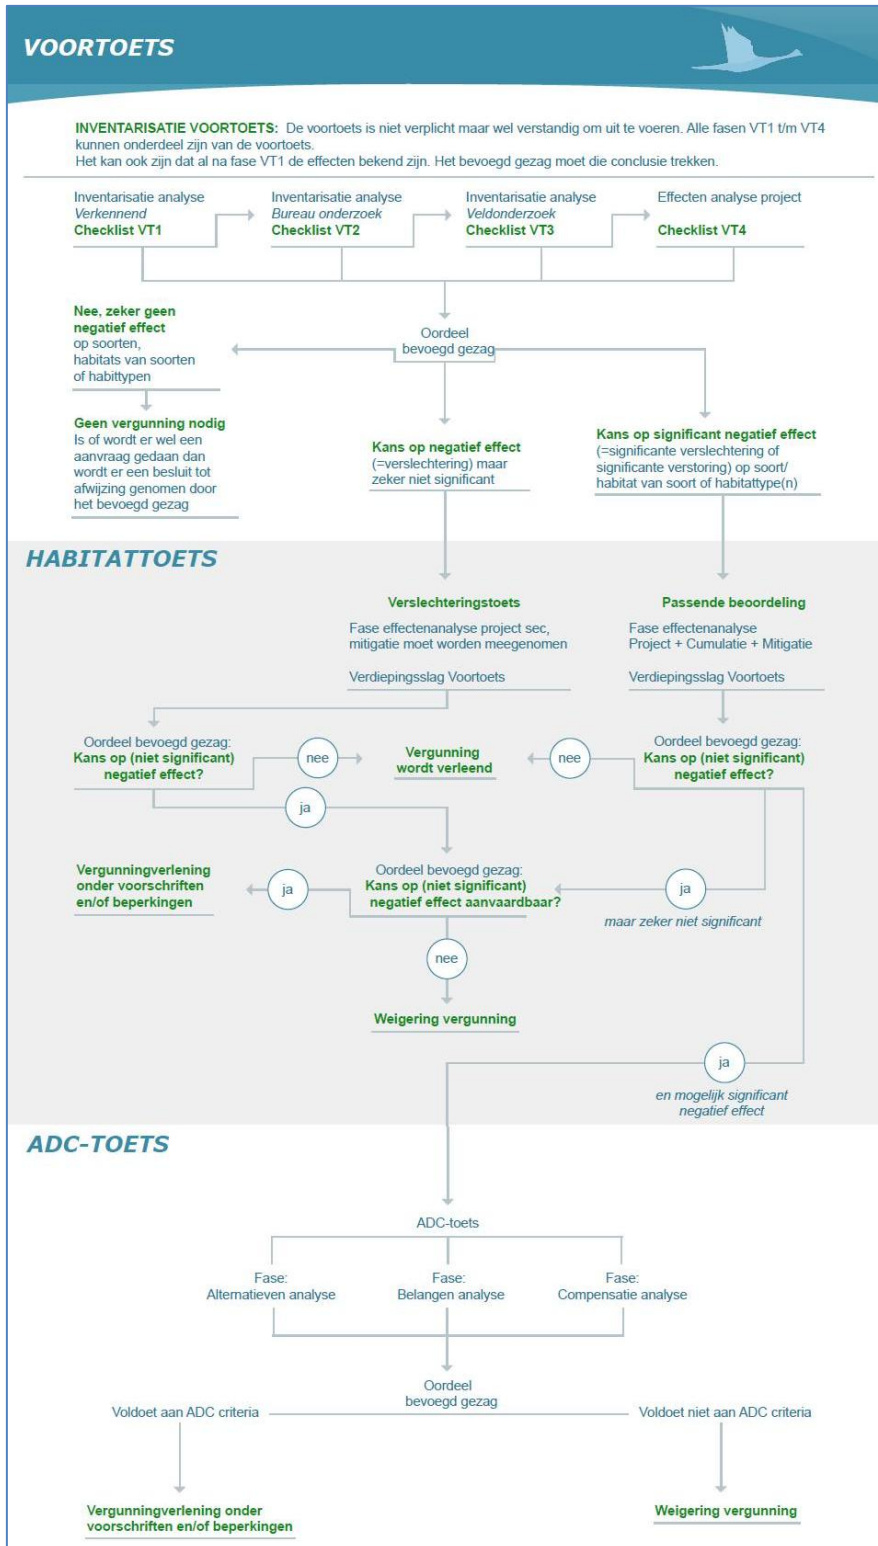 VOORTOETS
INVENTARISATIE VOORTOETS: De voortoets is niet verplicht maar wel verstandig om uit te voeren. Alle fasen VT1 t/m VT4
kunnen onderdeel zijn van de voortoets.
Het kan ook zijn dat al na fase VT1 de effecten bekend zijn. Het bevoegd gezag moet die conclusie trekken.
Inventarisatie analyse
Verkennend
Checklist VT1
Inventarisatie analyse
Bureau onderzoek
Checklist VT2
Inventarisatie analyse
Veldonderzoek
Checklist VT3
Effecten analyse project
Checklist VT4
Nee, zeker geen
negatief effect
op soorten,
habitats van soorten
of habittypen
Oordeel
bevoegd gezag
Geen vergunning nodig
Is of wordt er wel een
aanvraag gedaan dan
wordt er een besluit tot
afwijzing genomen door
het bevoegd gezag
Kans op negatief effect
(=verslechtering) maar
zeker niet significant
Kans op significant negatief effect
(=significante verslechtering of
significante verstoring) op soort/
habitat van soort of habitattype(n)
HABITATTOETS
Verslechteringstoets
Fase effectenanalyse project sec,
mitigatie moet worden meegenomen
Verdiepingsslag Voortoets
Passende beoordeling
Fase effectenanalyse
Project + Cumulatie + Mitigatie
Verdiepingsslag Voortoets
Oordeel bevoegd gezag:
Kans op (niet significant)
negatief effect?
nee
Vergunning
wordt verleend
nee
Oordeel bevoegd gezag:
Kans op (niet significant)
negatief effect?
ja
Vergunningverlening
onder voorschriften
en/of beperkingen
ja
Oordeel bevoegd gezag:
Kans op (niet significant)
negatief effect aanvaardbaar?
ja
maar zeker niet significant
nee
Weigering vergunning
ja
en mogelijk significant
negatief effect
ADC-TOETS
ADC-toets
Fase:
Alternatieven analyse
Fase:
Belangen analyse
Fase:
Compensatie analyse
Oordeel
bevoegd gezag
Voldoet aan ADC criteria
Voldoet niet aan ADC criteria
Vergunningverlening onder
voorschriften en/of beperkingen
Weigering vergunning